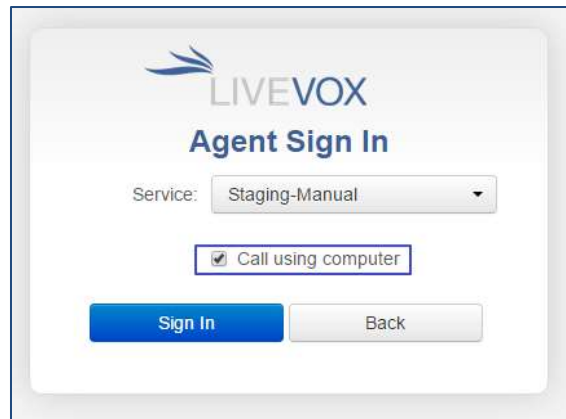 LIVEVOX
Agent Sign In
Service: Staging-Manual
Call using computer
Sign In Back